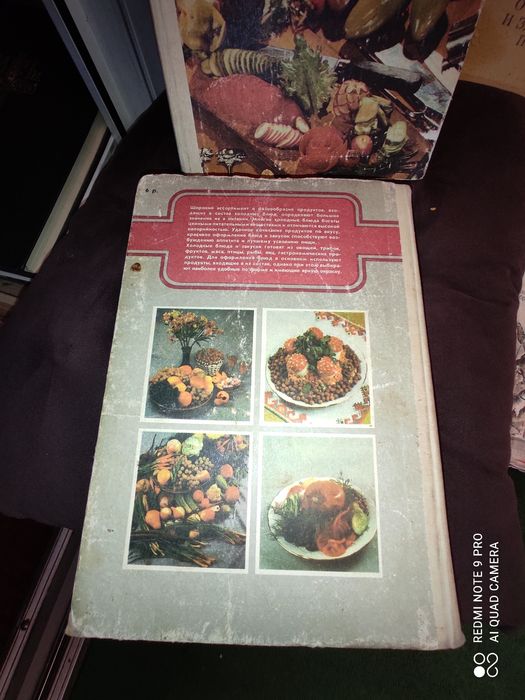 О
И З
6 р.
Широкий ассортимент и разнообразие продуктов, вхо-
дящих в состав холодных блюд, определяют большое
значение их в питании. Многие холодные блюда богаты
ценными питательными веществами и отличаются высокой
калорийностью. Удачное сочетание продуктов по вкусу,
красивое оформление блюд и закусок способствуют воз-
буждению аппетита и лучшему усвоению пищи.
Холодные блюда и закуски готовят из овощей, грибов,
фруктов, мяса, птицы, рыбы, яиц, гастрономических про-
дуктов. Для оформления блюд в основном используют
продукты, входящие в их состав, однако при этом выбира-
ют наиболее удобные по форме и имеющие яркую окраску.
REDMI NOTE 9 PRO
AI QUAD CAMERA